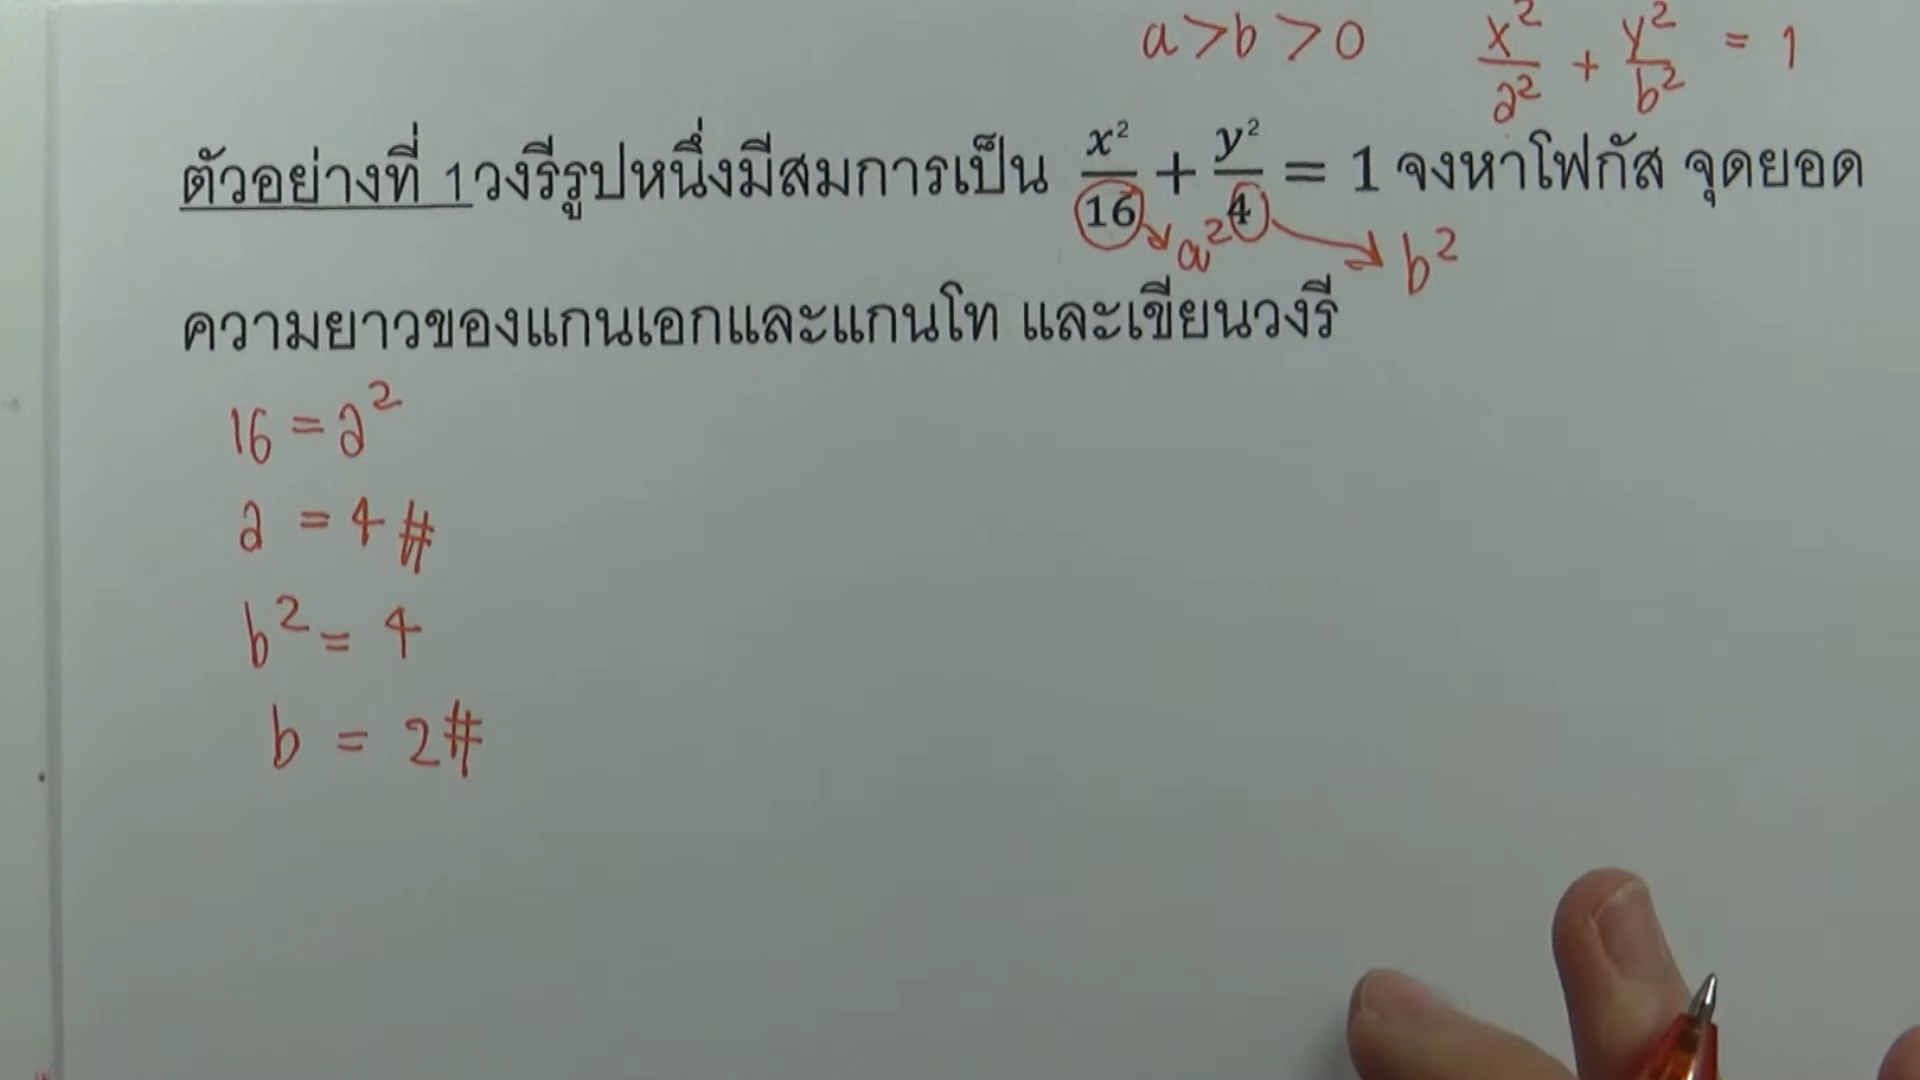 a > b > 0 x²/a² + y²/b² = 1
ตัวอย่างที่ 1 วงรีรูปหนึ่งมีสมการเป็น x²/16 + y²/4 = 1 จงหาโฟกัส จุดยอด
a² b²
ความยาวของแกนเอกและแกนโท และเขียนวงรี
16 = a²
a = 4 #
b² = 4
b = 2 #